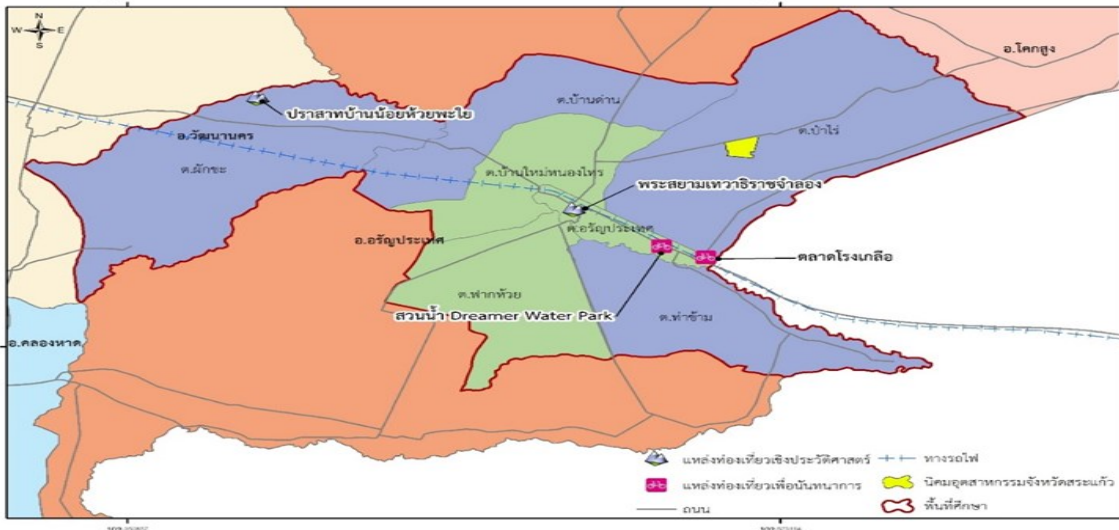 N
W E
S
อ.โคกสูง
ต.บ้านด่าน
ปราสาทบ้านน้อยห้วยพะใย
อ.วัฒนานคร
ต.ป่าไร่
ต.ผักขะ
ต.บ้านใหม่หนองไทร
พระสยามเทวาธิราชจำลอง
ต.อรัญประเทศ
อ.อรัญประเทศ
ตลาดโรงเกลือ
ต.ฟากห้วย
สวนน้ำ Dreamer Water Park
ต.ท่าข้าม
อ.คลองหาด
แหล่งท่องเที่ยวเชิงประวัติศาสตร์
ทางรถไฟ
แหล่งท่องเที่ยวเพื่อนันทนาการ
นิคมอุตสาหกรรมจังหวัดสระแก้ว
ถนน
พื้นที่ศึกษา